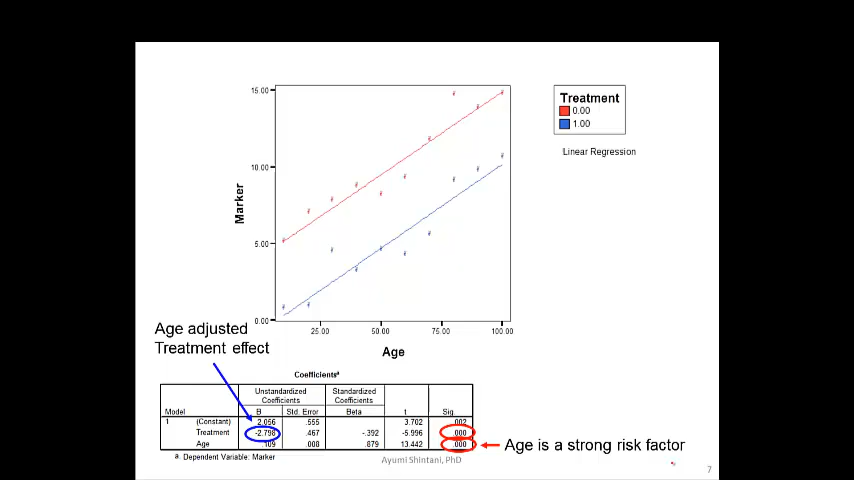 15.00
10.00
5.00
0.00
Marker
25.00
50.00
75.00
100.00
Age
Treatment
0.00
1.00
Linear Regression
Age adjusted
Treatment effect
Coefficientsᵃ
Unstandardized Coefficients
Standardized Coefficients
Model B Std. Error Beta t Sig.
1 (Constant) 2.056 .555 3.702 .002
Treatment -2.798 .467 -.392 -5.996 .000
Age .109 .008 .879 13.442 .000
a. Dependent Variable: Marker
Age is a strong risk factor
Ayumi Shintani, PhD
7